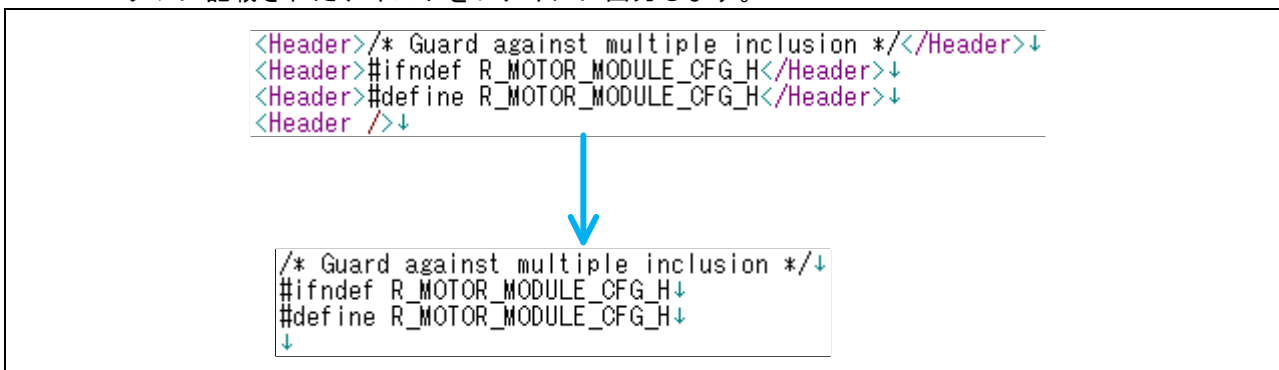 <Header>/* Guard against multiple inclusion */</Header>↓
<Header>#ifndef R_MOTOR_MODULE_CFG_H</Header>↓
<Header>#define R_MOTOR_MODULE_CFG_H</Header>↓
<Header />↓
/* Guard against multiple inclusion */↓
#ifndef R_MOTOR_MODULE_CFG_H↓
#define R_MOTOR_MODULE_CFG_H↓
↓